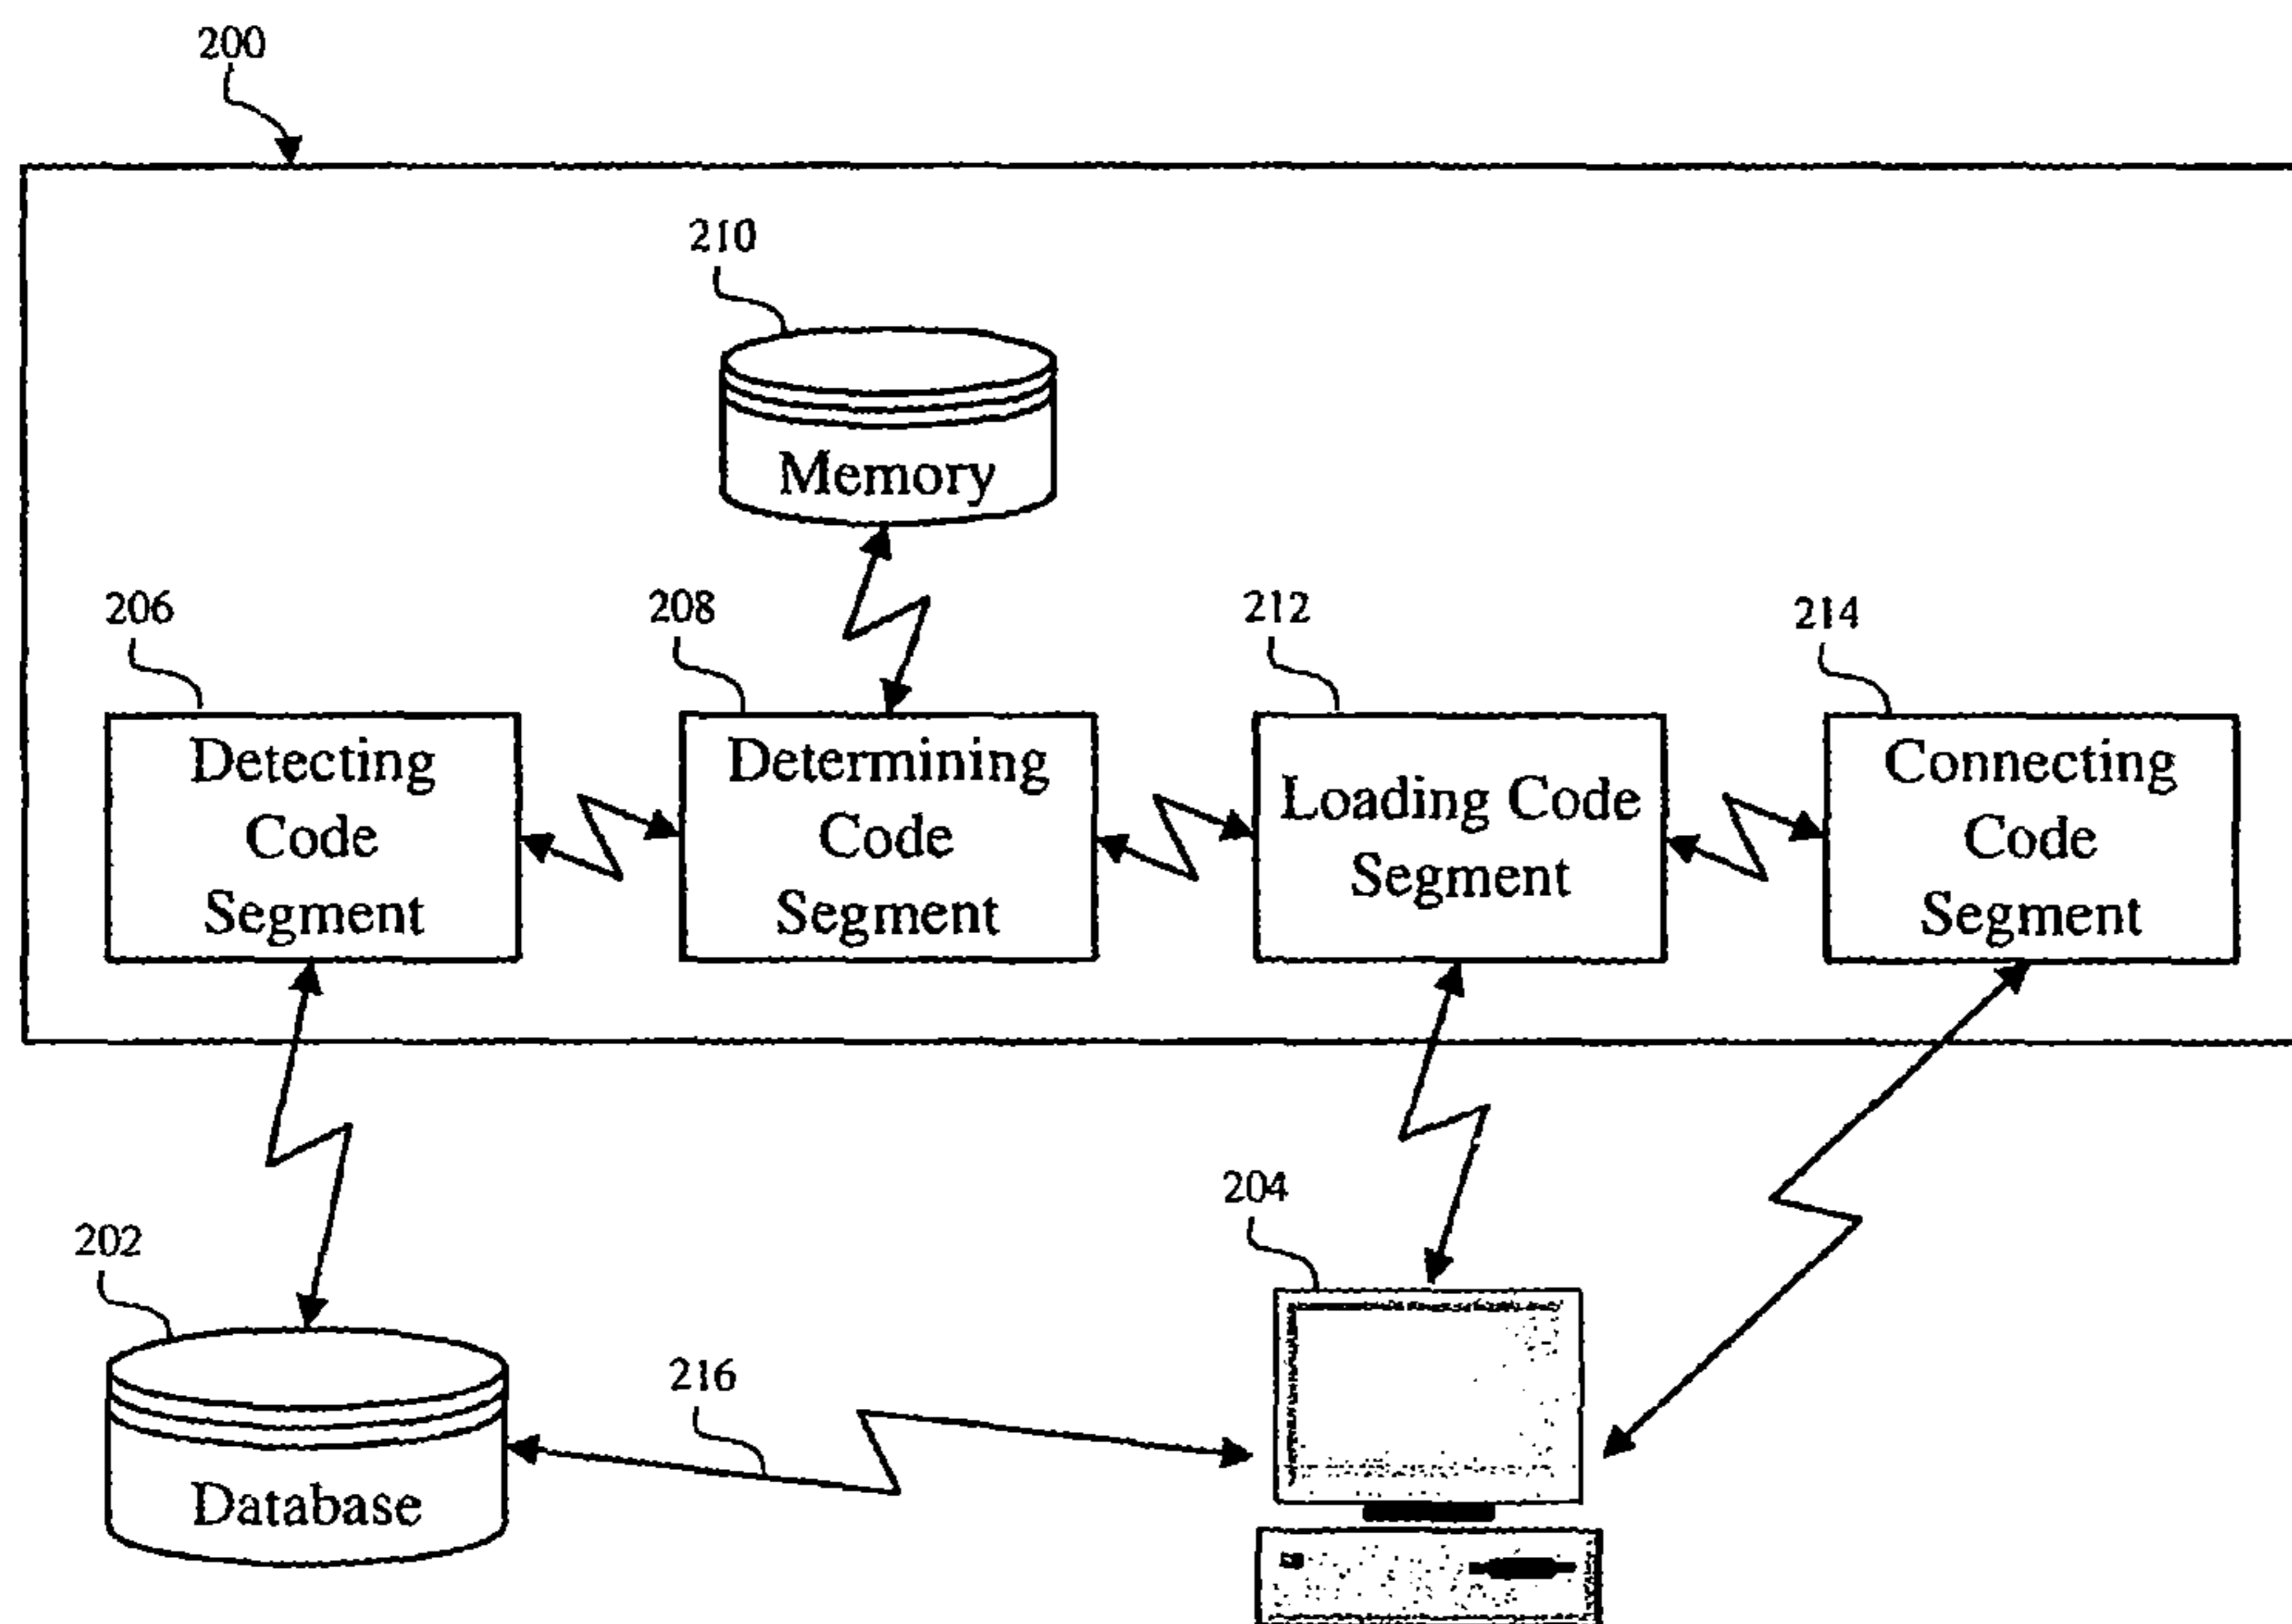 200
210
Memory
206
208
212
214
Detecting
Code
Segment
Determining
Code
Segment
Loading Code
Segment
Connecting
Code
Segment
204
202
216
Database